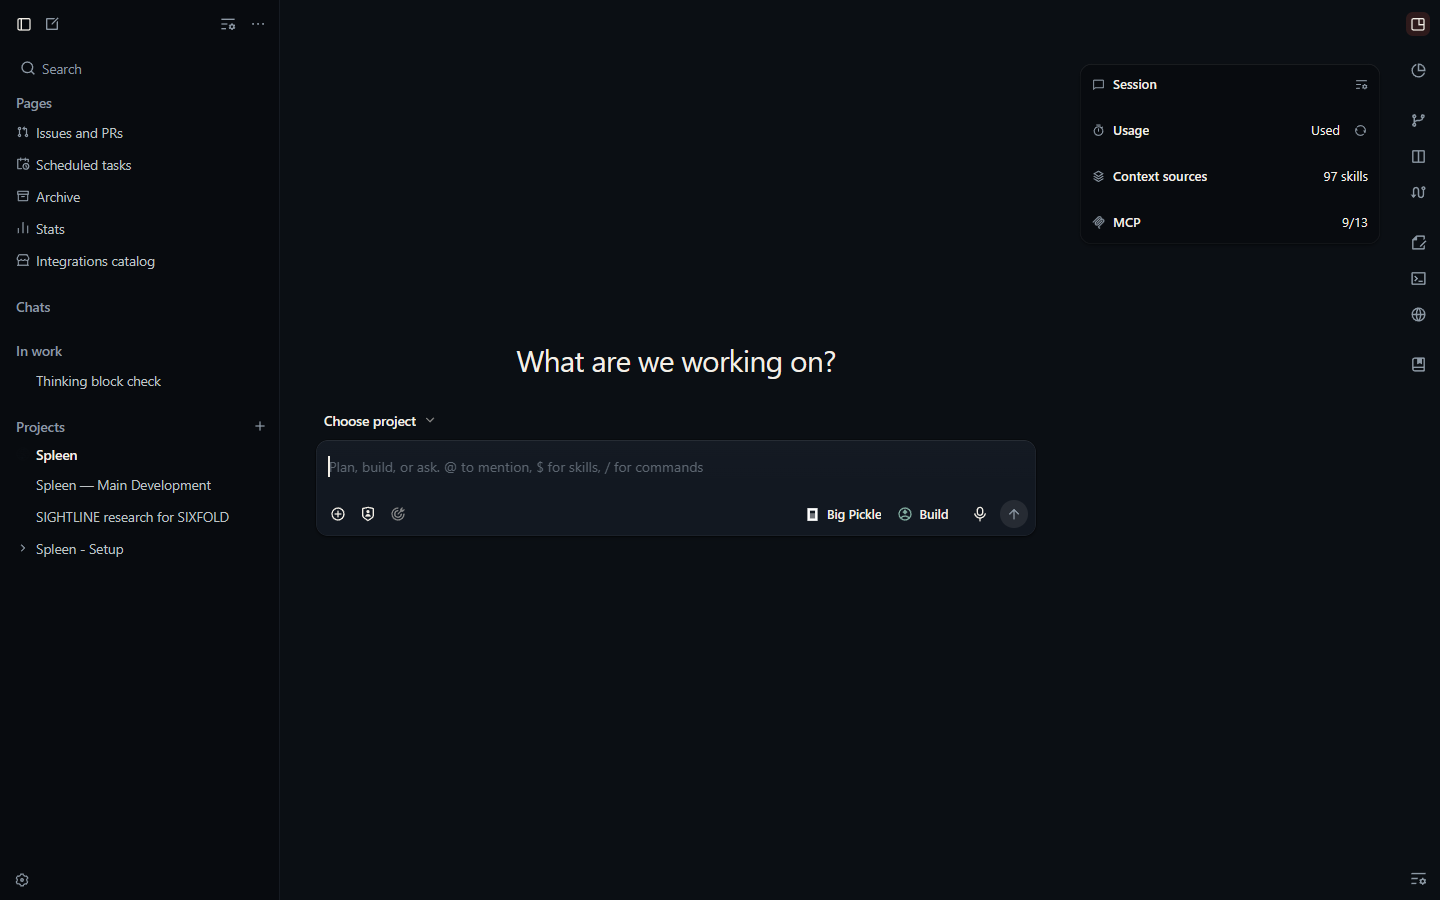 Search
Pages
Issues and PRs
Scheduled tasks
Archive
Stats
Integrations catalog
Chats
In work
Thinking block check
Projects
Spleen
Spleen — Main Development
SIGHTLINE research for SIXFOLD
Spleen - Setup
What are we working on?
Choose project
Plan, build, or ask. @ to mention, $ for skills, / for commands
Big Pickle Build
Session
Usage Used
Context sources 97 skills
MCP 9/13